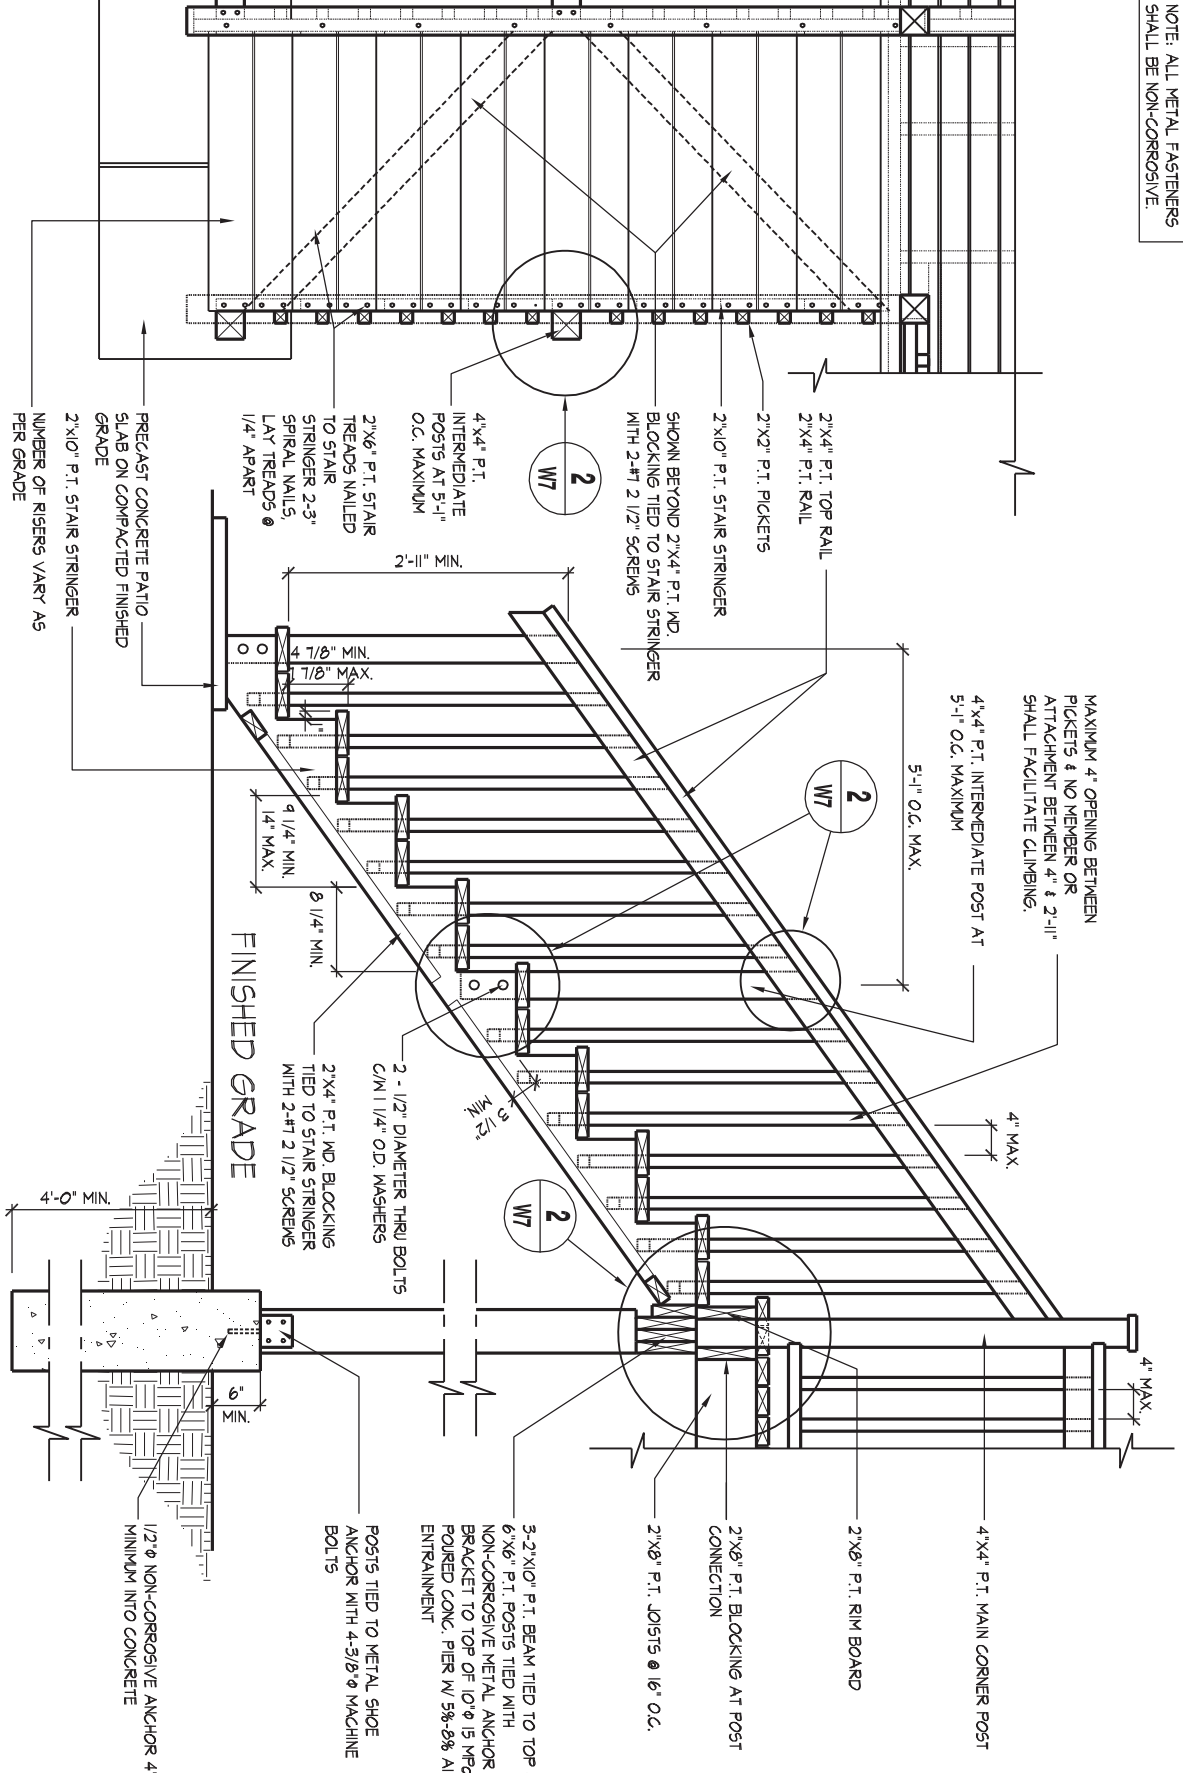 NOTE: ALL METAL FASTENERS
SHALL BE NON-CORROSIVE.
2"X4" P.T. TOP RAIL
2"X4" P.T. RAIL
2"X2" P.T. PICKETS
2"x10" P.T. STAIR STRINGER
SHOWN BEYOND 2"X4" P.T. WD.
BLOCKING TIED TO STAIR STRINGER
WITH 2-#7 2 1/2" SCREWS
2
W7
4"x4" P.T.
INTERMEDIATE
POSTS AT 5'-1"
O.C. MAXIMUM
2"X6" P.T. STAIR
TREADS NAILED
TO STAIR
STRINGER 2-3"
SPIRAL NAILS,
LAY TREADS @
1/4" APART
PRECAST CONCRETE PATIO
SLAB ON COMPACTED FINISHED
GRADE
2"x10" P.T. STAIR STRINGER
NUMBER OF RISERS VARY AS
PER GRADE
MAXIMUM 4" OPENING BETWEEN
PICKETS & NO MEMBER OR
ATTACHMENT BETWEEN 4" & 2'-11"
SHALL FACILITATE CLIMBING.
4"x4" P.T. INTERMEDIATE POST AT
5'-1" O.C. MAXIMUM
5'-1" O.C. MAX.
2
W7
2'-11" MIN.
4 7/8" MIN.
7 7/8" MAX.
1"
9 1/4" MIN.
14" MAX.
8 1/4" MIN.
3 1/2"
MIN.
4" MAX.
4" MAX.
2
W7
2 - 1/2" DIAMETER THRU BOLTS
C/W 1 1/4" O.D. WASHERS
2"X4" P.T. WD. BLOCKING
TIED TO STAIR STRINGER
WITH 2-#7 2 1/2" SCREWS
FINISHED GRADE
4'-0" MIN.
6"
MIN.
4"X4" P.T. MAIN CORNER POST
2"X8" P.T. RIM BOARD
2"X8" P.T. BLOCKING AT POST
CONNECTION
2"X8" P.T. JOISTS @ 16" O.C.
3-2"X10" P.T. BEAM TIED TO TOP
6"X6" P.T. POSTS TIED WITH
NON-CORROSIVE METAL ANCHOR
BRACKET TO TOP OF 10"ϕ 15 MPa
POURED CONC. PIER W/ 5%-8% AI
ENTRAINMENT
POSTS TIED TO METAL SHOE
ANCHOR WITH 4-3/8"ϕ MACHINE
BOLTS
1/2"ϕ NON-CORROSIVE ANCHOR 4"
MINIMUM INTO CONCRETE